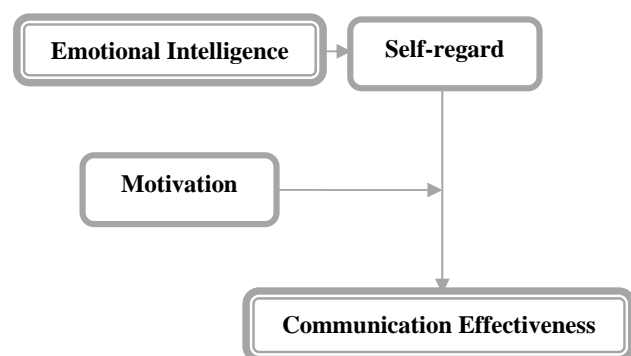 Emotional Intelligence
Self-regard
Motivation
Communication Effectiveness